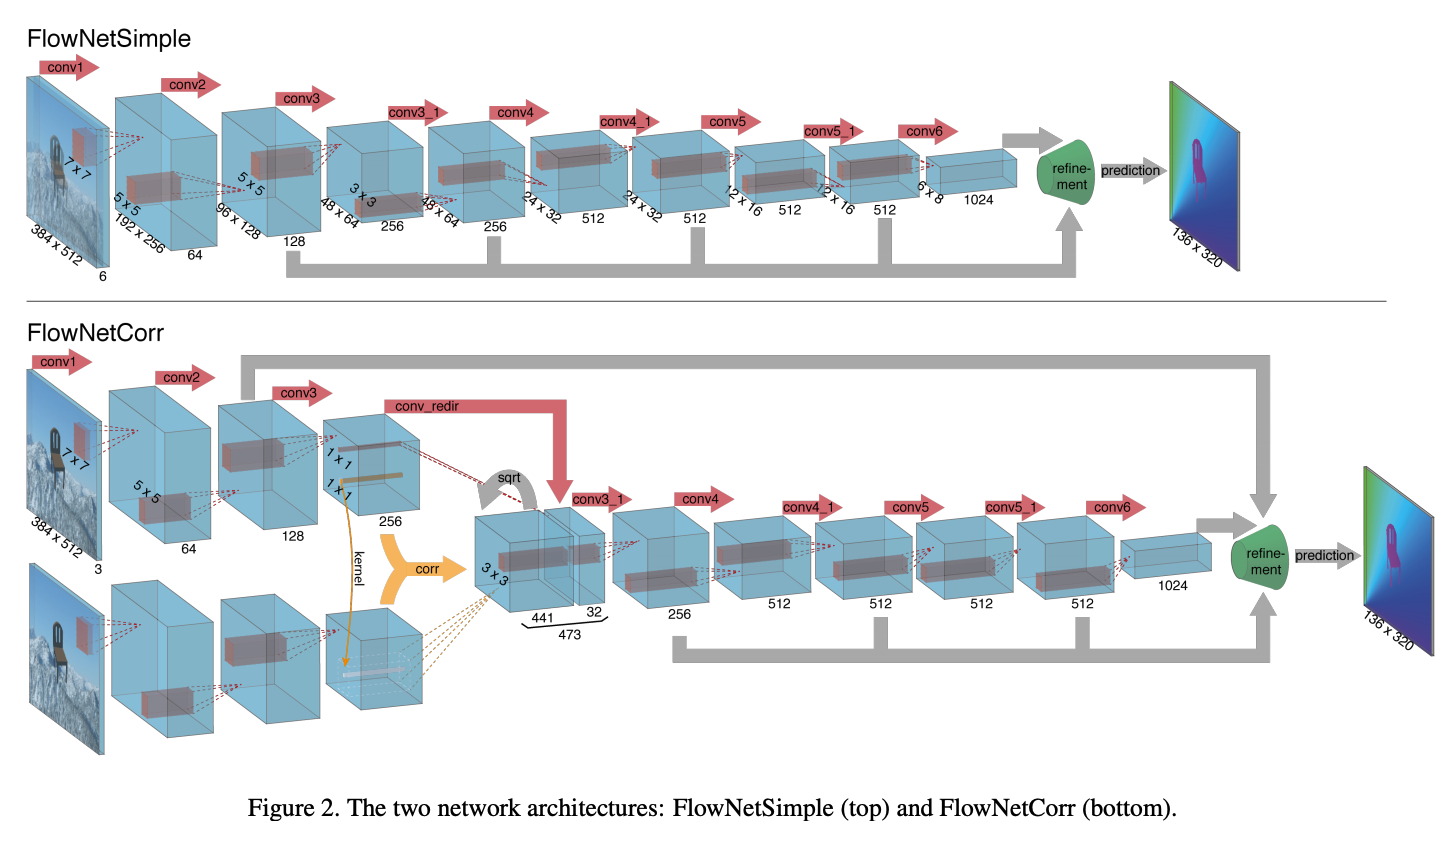 FlowNetSimple
conv1
conv2
conv3
conv3_1
conv4
conv4_1
conv5
conv5_1
conv6
7 x 7
5 x 5
5 x 5
3 x 3
384 x 512
192 x 256
96 x 128
48 x 64
48 x 64
24 x 32
24 x 32
12 x 16
12 x 16
6 x 8
6
64
128
256
256
512
512
512
512
1024
refine-
ment
prediction
136 x 320
FlowNetCorr
conv1
conv2
conv3
conv_redir
sqrt
conv3_1
conv4
conv4_1
conv5
conv5_1
conv6
7 x 7
5 x 5
1 x 1
1 x 1
3 x 3
kernel
corr
384 x 512
3
64
128
256
441
32
473
256
512
512
512
512
1024
refine-
ment
prediction
136 x 320
Figure 2. The two network architectures: FlowNetSimple (top) and FlowNetCorr (bottom).